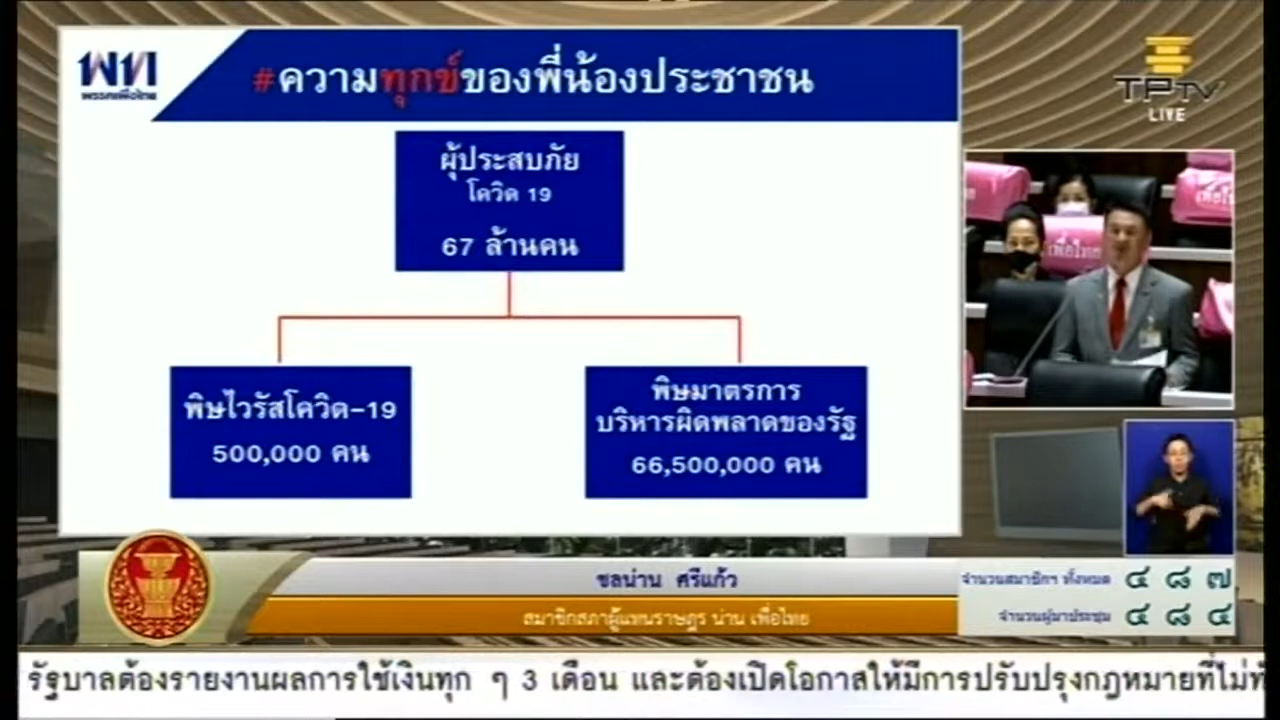 พท
พรรคเพื่อไทย
#ความทุกข์ของพี่น้องประชาชน
TPTV
LIVE
ผู้ประสบภัย
โควิด 19
67 ล้านคน
พิษไวรัสโควิด-19
500,000 คน
พิษมาตรการ
บริหารผิดพลาดของรัฐ
66,500,000 คน
เพื่อไทย
ชลน่าน ศรีแก้ว
สมาชิกสภาผู้แทนราษฎร น่าน เพื่อไทย
จำนวนสมาชิกฯ ทั้งหมด ๔ ๘ ๗
จำนวนผู้มาประชุม ๔ ๘ ๔
รัฐบาลต้องรายงานผลการใช้เงินทุก ๆ 3 เดือน และต้องเปิดโอกาสให้มีการปรับปรุงกฎหมายที่ไม่